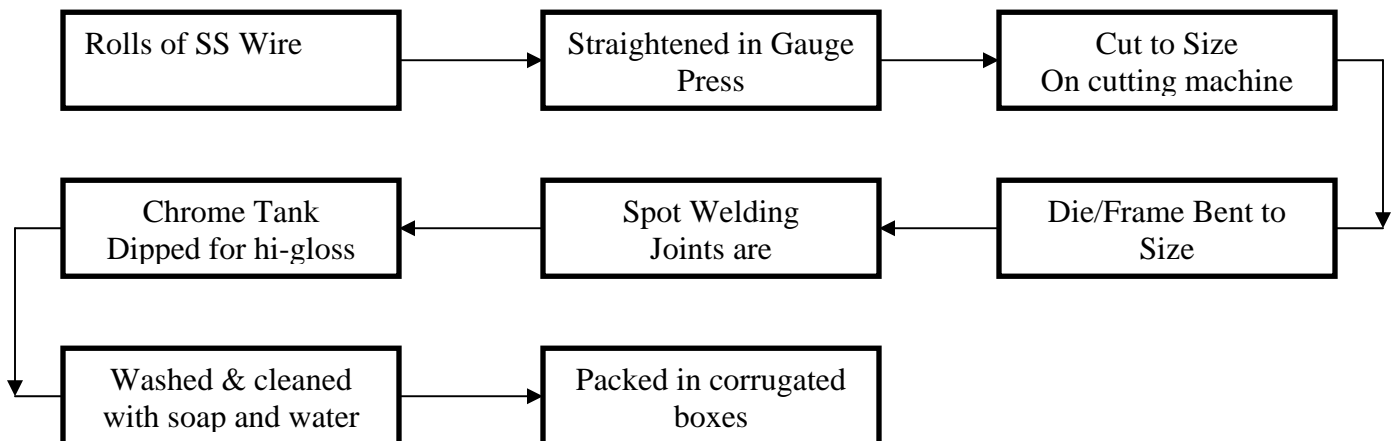 Rolls of SS Wire
Straightened in Gauge
Press
Cut to Size
On cutting machine
Die/Frame Bent to
Size
Spot Welding
Joints are
Chrome Tank
Dipped for hi-gloss
Washed & cleaned
with soap and water
Packed in corrugated
boxes